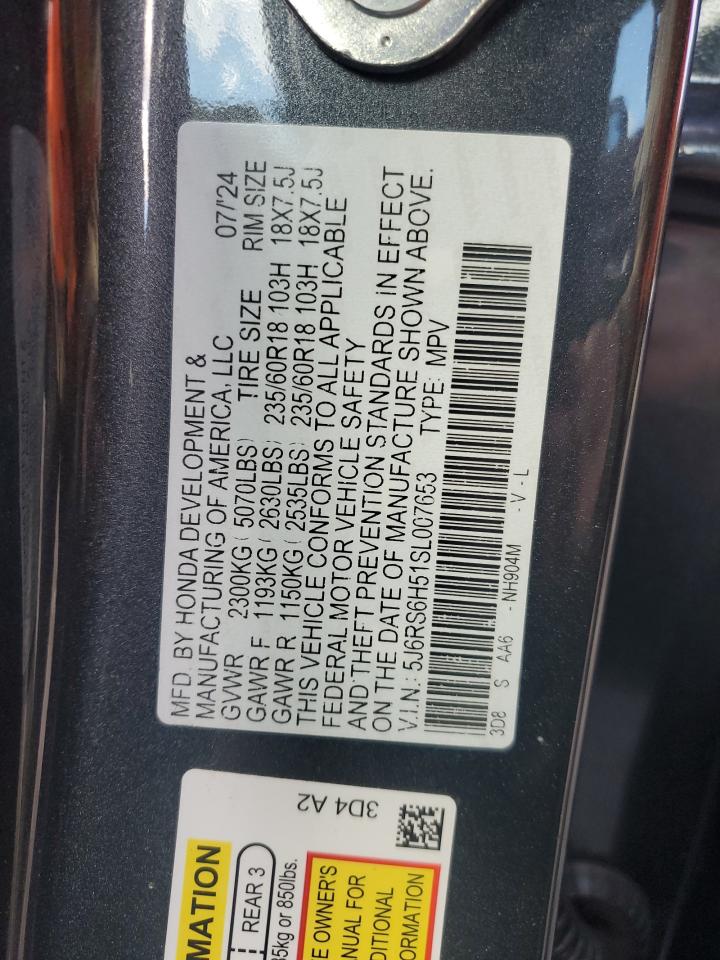 MFD. BY HONDA DEVELOPMENT &
MANUFACTURING OF AMERICA, LLC 07/'24
GVWR 2300KG ( 5070LBS) TIRE SIZE RIM SIZE
GAWR F 1193KG ( 2630LBS) 235/60R18 103H 18X7.5J
GAWR R 1150KG ( 2535LBS) 235/60R18 103H 18X7.5J
THIS VEHICLE CONFORMS TO ALL APPLICABLE
FEDERAL MOTOR VEHICLE SAFETY
AND THEFT PREVENTION STANDARDS IN EFFECT
ON THE DATE OF MANUFACTURE SHOWN ABOVE.
V.I.N.: 5J6RS6H51SL007653 TYPE: MPV
3D8 S AA6 - NH904M - V - L
3D4 A2
MATION
REAR 3
85kg or 850lbs.
E OWNER'S
ANUAL FOR
DITIONAL
ORMATION